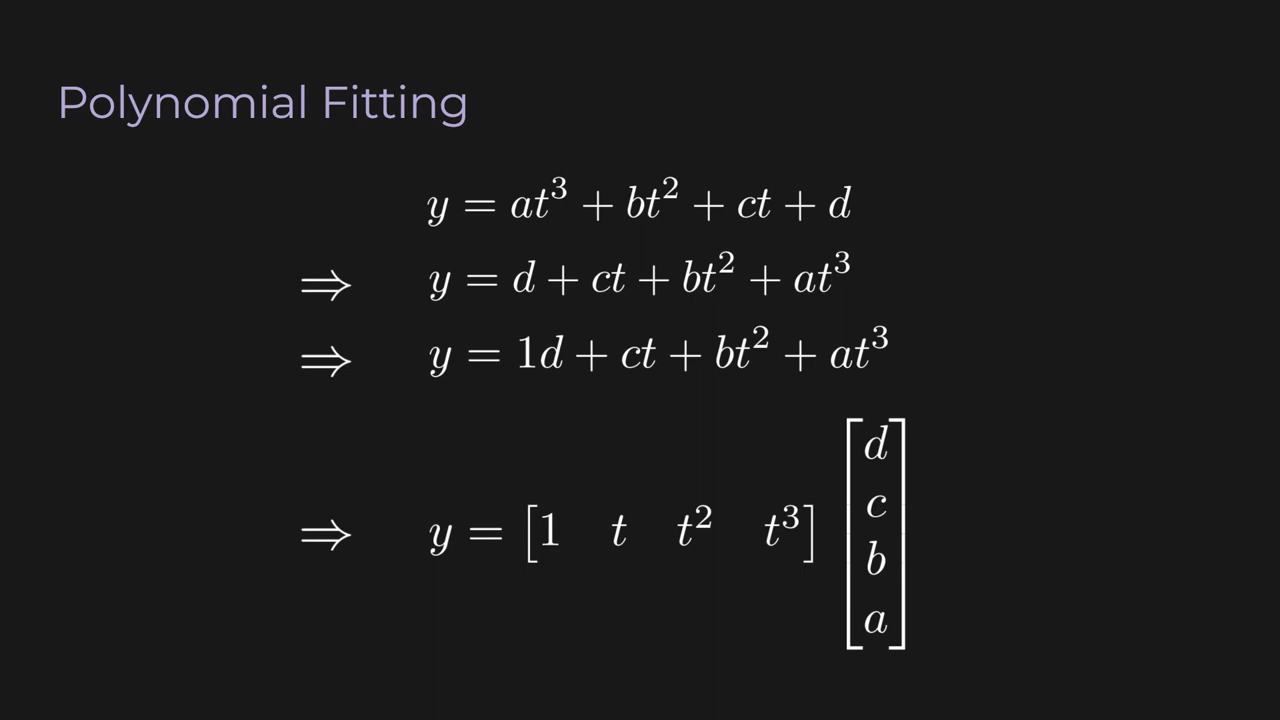 Polynomial Fitting
y = at³ + bt² + ct + d
⇒ y = d + ct + bt² + at³
⇒ y = 1d + ct + bt² + at³
⇒ y = [1 t t² t³] [d c b a]